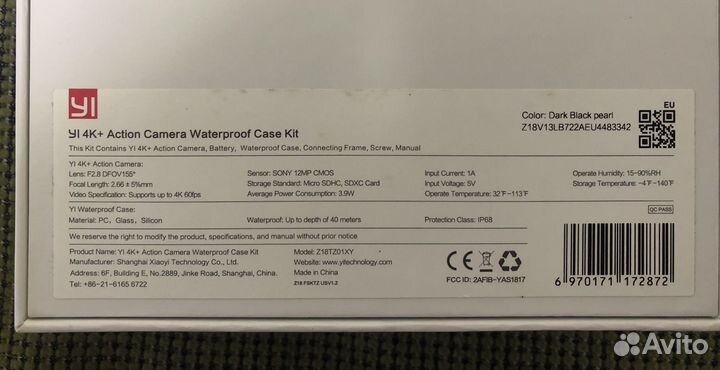 YI
YI 4K+ Action Camera Waterproof Case Kit
This Kit Contains YI 4K+ Action Camera, Battery, Waterproof Case, Connecting Frame, Screw, Manual
Color: Dark Black pearl
Z18V13LB722AEU4483342
EU
YI 4K+ Action Camera:
Lens: F2.8 DFOV155° Sensor: SONY 12MP CMOS Input Current: 1A Operate Humidity: 15-90%RH
Focal Length: 2.66 ± 5%mm Storage Standard: Micro SDHC, SDXC Card Input Voltage: 5V Storage Temperature: -4°F-140°F
Video Specification: Supports up to 4K 60fps Average Power Consumption: 3.9W Operate Temperature: 32°F-113°F
YI Waterproof Case:
Material: PC, Glass, Silicon Waterproof: Up to depth of 40 meters Protection Class: IP68
QC PASS
We reserve the right to modify the product, specifications, and manual without prior notice
Product Name: YI 4K+ Action Camera Waterproof Case Kit Model: Z18TZ01XY
Manufacturer: Shanghai Xiaoyi Technology Co., Ltd. Website: www.yitechnology.com
Address: 6F, Building E, No.2889, Jinke Road, Shanghai, China. Made in China
Tel: +86-21-6165 6722 Z18 FSKTZ USV1-2
CE
FCC ID: 2AFIB-YAS1817
6 970171 172872
Avito